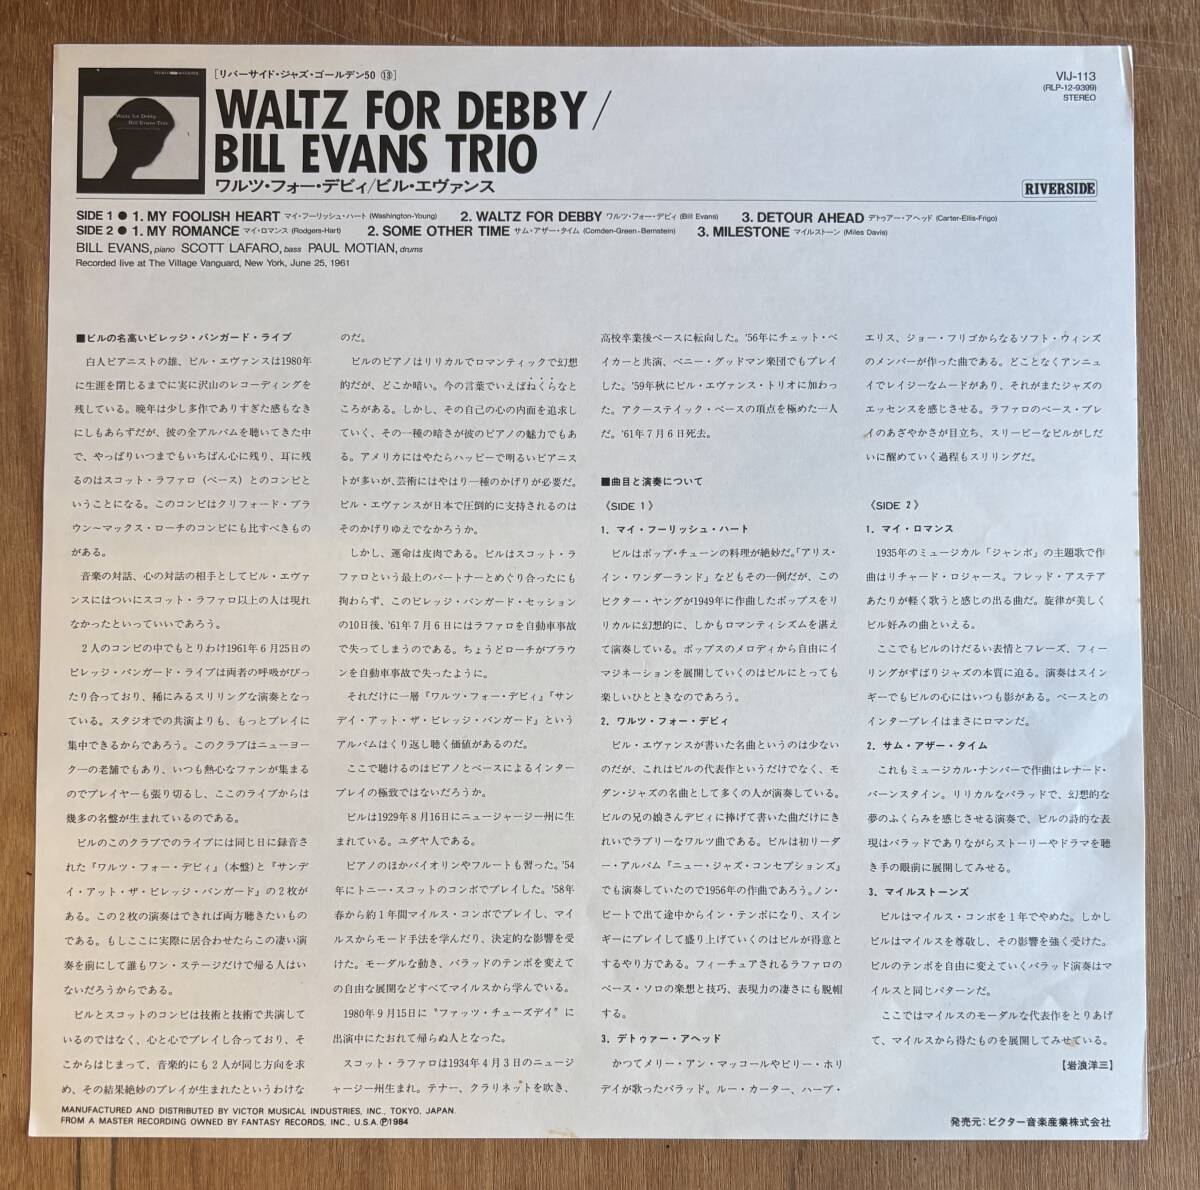 [リバーサイド・ジャズ・ゴールデン50 ⑬]
WALTZ FOR DEBBY/
BILL EVANS TRIO
ワルツ・フォー・デビィ/ビル・エヴァンス
Waltz for Debby
Bill Evans Trio
VIJ-113
(RLP-12-9399)
STEREO
RIVERSIDE
SIDE 1 ● 1. MY FOOLISH HEART マイ・フーリッシュ・ハート (Washington-Young) 2. WALTZ FOR DEBBY ワルツ・フォー・デビィ (Bill Evans) 3. DETOUR AHEAD デトゥアー・アヘッド (Carter-Ellis-Frigo)
SIDE 2 ● 1. MY ROMANCE マイ・ロマンス (Rodgers-Hart) 2. SOME OTHER TIME サム・アザー・タイム (Comden-Green-Bernstein) 3. MILESTONE マイルストーン (Miles Davis)
BILL EVANS, piano SCOTT LAFARO, bass PAUL MOTIAN, drums
Recorded live at The Village Vanguard, New York, June 25, 1961
■ビルの名高いビレッジ・バンガード・ライブ
白人ピアニストの雄、ビル・エヴァンスは1980年
に生涯を閉じるまでに実に沢山のレコーディングを
残している。晩年は少し多作でありすぎた感もなき
にしもあらずだが、彼の全アルバムを聴いてきた中
で、やっぱりいつまでもいちばん心に残り、耳に残
るのはスコット・ラファロ（ベース）とのコンビと
いうことになる。このコンビはクリフォード・ブラ
ウン〜マックス・ローチのコンビにも比すべきもの
がある。
音楽の対話、心の対話の相手としてビル・エヴァ
ンスにはついにスコット・ラファロ以上の人は現れ
なかったといっていいであろう。
2人のコンビの中でもとりわけ1961年6月25日の
ビレッジ・バンガード・ライブは両者の呼吸がぴっ
たり合っており、稀にみるスリリングな演奏となっ
ている。スタジオでの共演よりも、もっとプレイに
集中できるからであろう。このクラブはニューヨー
ク一の老舗でもあり、いつも熱心なファンが集まる
のでプレイヤーも張り切るし、ここのライブからは
幾多の名盤が生まれているのである。
ビルのこのクラブでのライブには同じ日に録音さ
れた『ワルツ・フォー・デビィ』(本盤)と『サンデ
イ・アット・ザ・ビレッジ・バンガード』の2枚が
ある。この2枚の演奏はできれば両方聴きたいもの
である。もしここに実際に居合わせたらこの凄い演
奏を前にして誰もワン・ステージだけで帰る人はい
ないだろうからである。
ビルとスコットのコンビは技術と技術で共演して
いるのではなく、心と心でプレイし合っており、そ
こからはじまって、音楽的にも2人が同じ方向を求
め、その結果絶妙のプレイが生まれたというわけな
のだ。
ビルのピアノはリリカルでロマンティックで幻想
的だが、どこか暗い。今の言葉でいえばねくらなと
ころがある。しかし、その自己の心の内面を追求し
ていく、その一種の暗さが彼のピアノの魅力でもあ
る。アメリカにはやたらハッピーで明るいピアニス
トが多いが、芸術にはやはり一種のかげりが必要だ。
ビル・エヴァンスが日本で圧倒的に支持されるのは
そのかげりゆえでなかろうか。
しかし、運命は皮肉である。ビルはスコット・ラ
ファロという最上のパートナーとめぐり合ったにも
拘わらず、このビレッジ・バンガード・セッション
の10日後、'61年7月6日にはラファロを自動車事故
で失ってしまうのである。ちょうどローチがブラウ
ンを自動車事故で失ったように。
それだけに一層『ワルツ・フォー・デビィ』『サン
デイ・アット・ザ・ビレッジ・バンガード』という
アルバムはくり返し聴く価値があるのだ。
ここで聴けるのはピアノとベースによるインター
プレイの極致ではないだろうか。
ビルは1929年8月16日にニュージャージー州に生
まれている。ユダヤ人である。
ピアノのほかバイオリンやフルートも習った。'54
年にトニー・スコットのコンボでプレイした。'58年
春から約1年間マイルス・コンボでプレイし、マイ
ルスからモード手法を学んだり、決定的な影響を受
けた。モーダルな動き、バラッドのテンポを変えて
の自由な展開などすべてマイルスから学んでいる。
1980年9月15日に〝ファッツ・チューズデイ〟に
出演中にたおれて帰らぬ人となった。
スコット・ラファロは1934年4月3日のニュージ
ャージー州生まれ。テナー、クラリネットを吹き、
高校卒業後ベースに転向した。'56年にチェット・ベ
イカーと共演、ベニー・グッドマン楽団でもプレイ
した。'59年秋にビル・エヴァンス・トリオに加わっ
た。アクースティック・ベースの頂点を極めた一人
だ。'61年7月6日死去。
■曲目と演奏について
〈SIDE 1〉
1．マイ・フーリッシュ・ハート
ビルはポップ・チューンの料理が絶妙だ。「アリス・
イン・ワンダーランド」などもその一例だが、この
ビクター・ヤングが1949年に作曲したポップスをリ
リカルに幻想的に、しかもロマンティシズムを湛え
て演奏している。ポップスのメロディから自由にイ
マジネーションを展開していくのはビルにとっても
楽しいひとときなのであろう。
2．ワルツ・フォー・デビィ
ビル・エヴァンスが書いた名曲というのは少ない
のだが、これはビルの代表作というだけでなく、モ
ダン・ジャズの名曲として多くの人が演奏している。
ビルの兄の娘さんデビィに捧げて書いた曲だけにき
れいでラブリーなワルツ曲である。ビルは初リーダ
ー・アルバム『ニュー・ジャズ・コンセプションズ』
でも演奏していたので1956年の作曲であろう。ノン・
ビートで出て途中からイン・テンポになり、スイン
ギーにプレイして盛り上げていくのはビルが得意と
するやり方である。フィーチュアされるラファロの
ベース・ソロの楽想と技巧、表現力の凄さにも脱帽
する。
3．デトゥアー・アヘッド
かつてメリー・アン・マッコールやビリー・ホリ
デイが歌ったバラッド。ルー・カーター、ハーブ・
エリス、ジョー・フリゴからなるソフト・ウィンズ
のメンバーが作った曲である。どことなくアンニュ
イでレイジーなムードがあり、それがまたジャズの
エッセンスを感じさせる。ラファロのベース・プレ
イのあざやかさが目立ち、スリーピーなビルがしだ
いに醒めていく過程もスリリングだ。
〈SIDE 2〉
1．マイ・ロマンス
1935年のミュージカル「ジャンボ」の主題歌で作
曲はリチャード・ロジャース。フレッド・アステア
あたりが軽く歌うと感じの出る曲だ。旋律が美しく
ビル好みの曲といえる。
ここでもビルのけだるい表情とフレーズ、フィー
リングがずばりジャズの本質に迫る。演奏はスイン
ギーでもビルの心にはいつも影がある。ベースとの
インタープレイはまさにロマンだ。
2．サム・アザー・タイム
これもミュージカル・ナンバーで作曲はレナード・
バーンスタイン。リリカルなバラッドで、幻想的な
夢のふくらみを感じさせる演奏で、ビルの詩的な表
現はバラードでありながらストーリーやドラマを聴
き手の眼前に展開してみせる。
3．マイルストーンズ
ビルはマイルス・コンボを1年でやめた。しかし
ビルはマイルスを尊敬し、その影響を強く受けた。
ビルのテンポを自由に変えていくバラッド演奏はマ
イルスと同じパターンだ。
ここではマイルスのモーダルな代表作をとりあげ
て、マイルスから得たものを展開してみせている。
【岩浪洋三】
MANUFACTURED AND DISTRIBUTED BY VICTOR MUSICAL INDUSTRIES, INC., TOKYO, JAPAN.
FROM A MASTER RECORDING OWNED BY FANTASY RECORDS, INC., U.S.A. Ⓟ1984
発売元：ビクター音楽産業株式会社